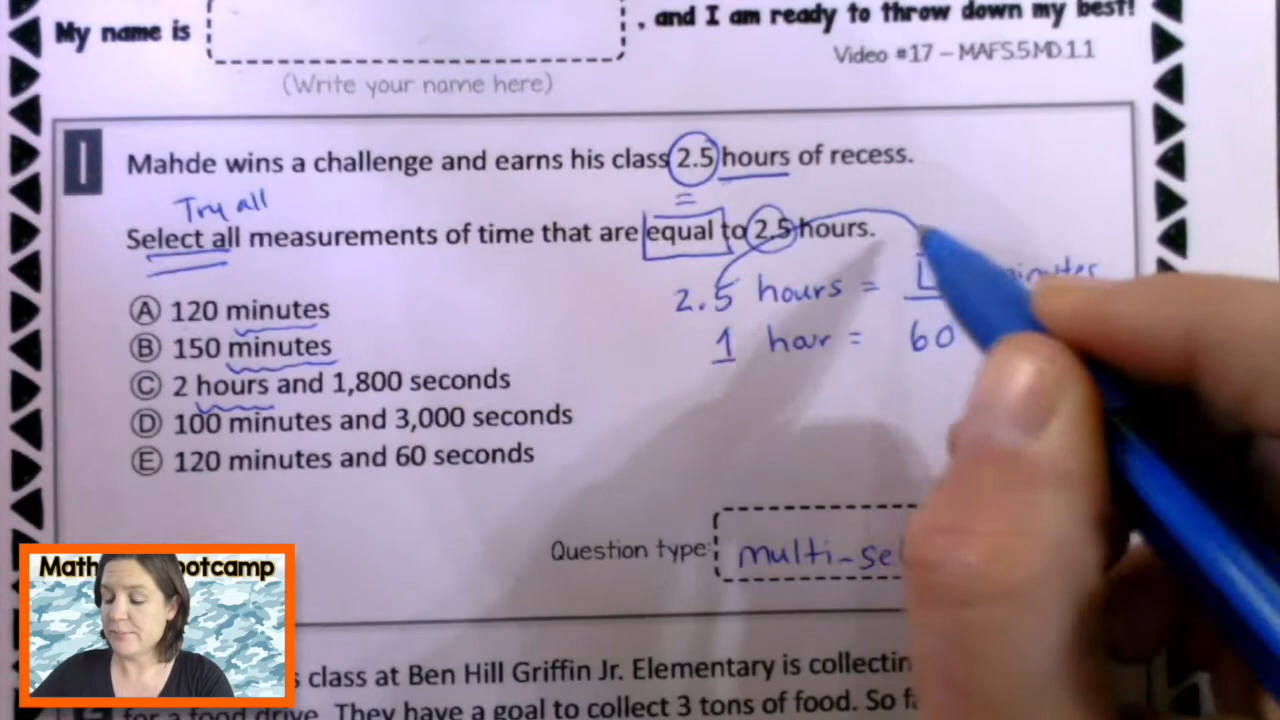 My name is , and I am ready to throw down my best!
(Write your name here)
Video #17 – MAFS.5.MD.1.1
1
Mahde wins a challenge and earns his class 2.5 hours of recess.
Try all
=
Select all measurements of time that are equal to 2.5 hours.
2.5 hours = minutes
1 hour = 60
A 120 minutes
B 150 minutes
C 2 hours and 1,800 seconds
D 100 minutes and 3,000 seconds
E 120 minutes and 60 seconds
Question type: multi-se
Math ootcamp
s class at Ben Hill Griffin Jr. Elementary is collectin
for a food drive. They have a goal to collect 3 tons of food. So f